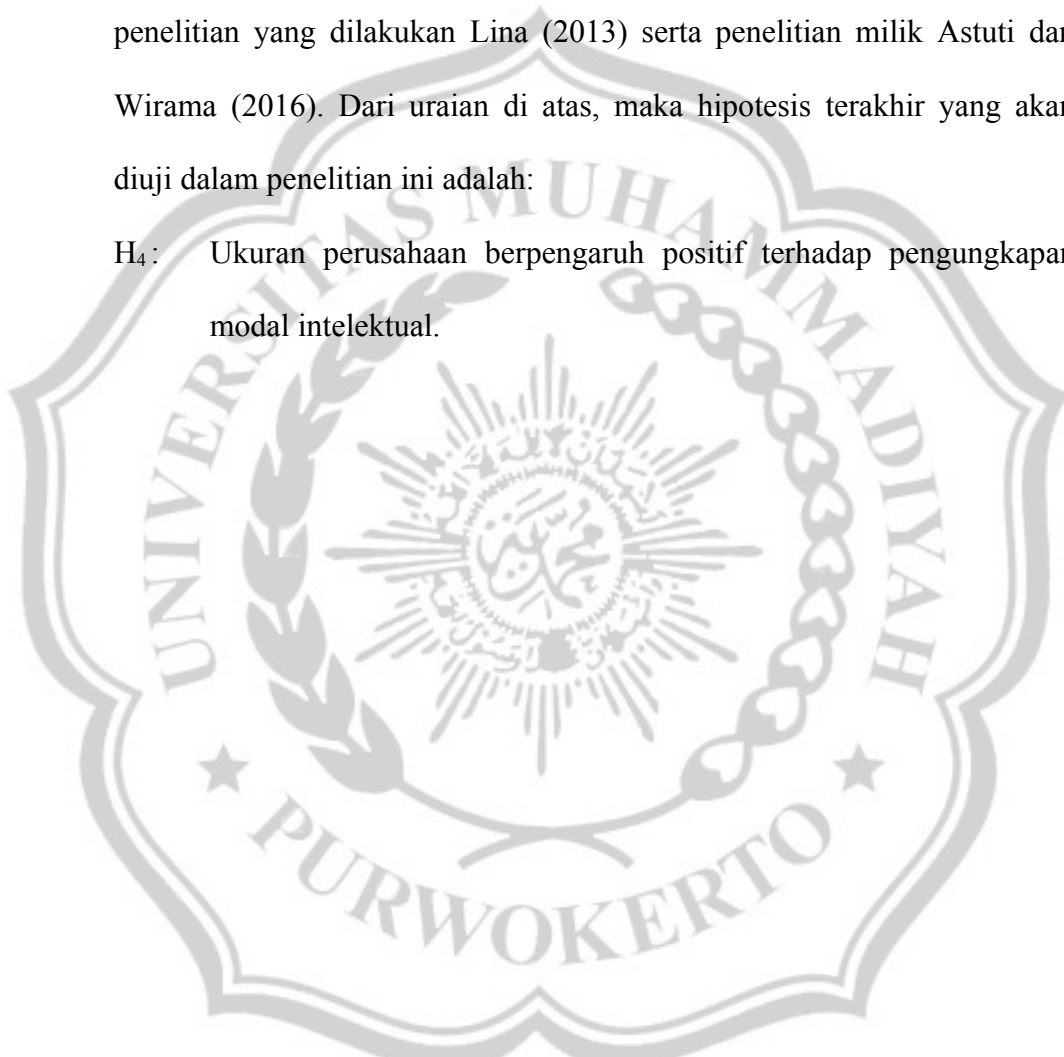 penelitian yang dilakukan Lina (2013) serta penelitian milik Astuti dan
Wirama (2016). Dari uraian di atas, maka hipotesis terakhir yang akan
diuji dalam penelitian ini adalah:
H₄ : Ukuran perusahaan berpengaruh positif terhadap pengungkapan
modal intelektual.
UNIVERSITAS MUHAMMADIYAH
PURWOKERTO